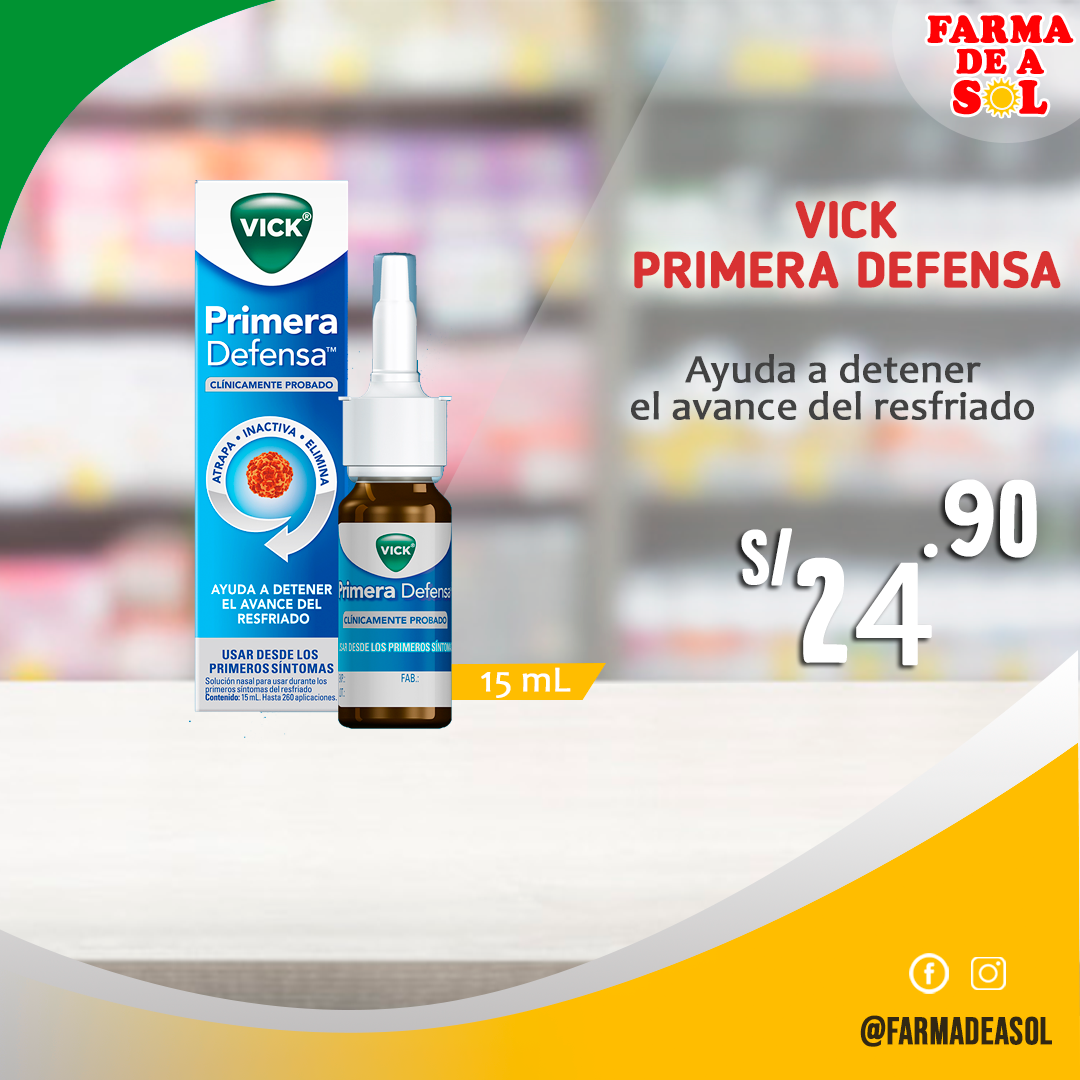 FARMA
DE A
SOL
VICK
PRIMERA DEFENSA
Ayuda a detener
el avance del resfriado
S/24.90
VICK®
Primera
Defensa™
CLÍNICAMENTE PROBADO
ATRAPA • INACTIVA • ELIMINA
AYUDA A DETENER
EL AVANCE DEL
RESFRIADO
USAR DESDE LOS
PRIMEROS SÍNTOMAS
Solución nasal para usar durante los
primeros síntomas del resfriado
Contenido: 15 mL. Hasta 260 aplicaciones.
VICK®
Primera Defensa
CLÍNICAMENTE PROBADO
USAR DESDE LOS PRIMEROS SÍNTOMA
FAB.:
15 mL
@FARMADEASOL